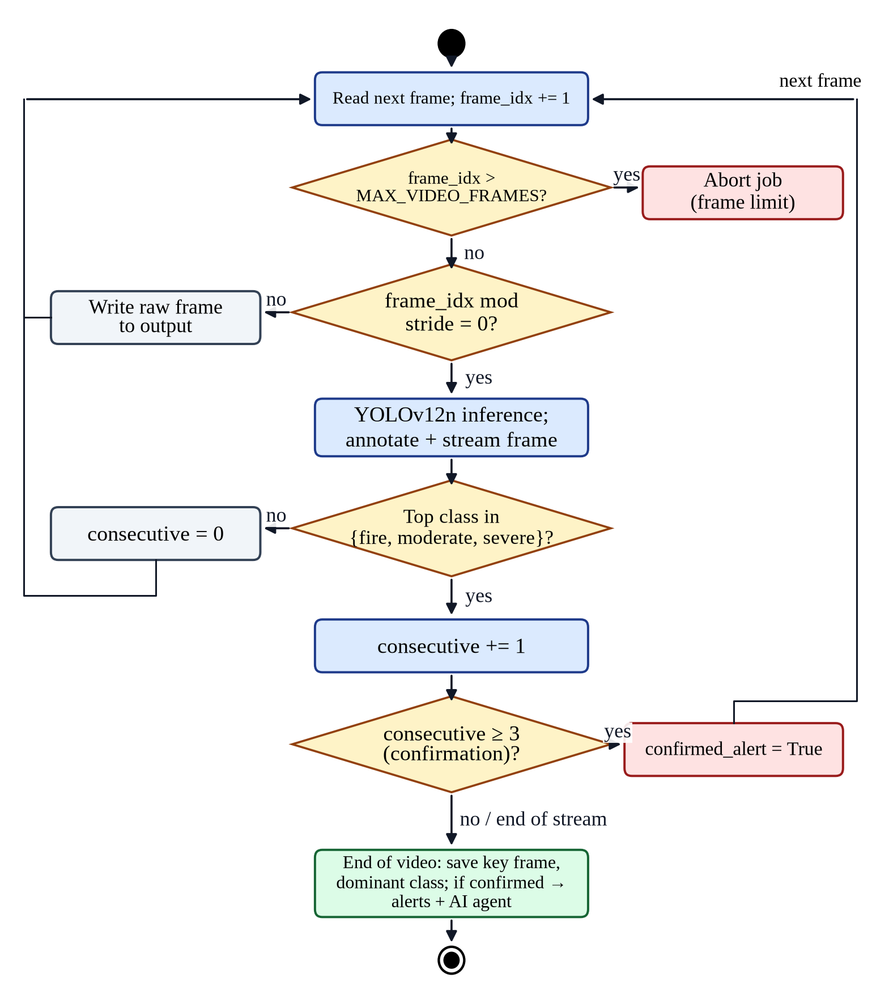 next frame
Read next frame; frame_idx += 1
frame_idx >
MAX_VIDEO_FRAMES?
yes
Abort job
(frame limit)
no
frame_idx mod
stride = 0?
no
Write raw frame
to output
yes
YOLOv12n inference;
annotate + stream frame
Top class in
{fire, moderate, severe}?
no
consecutive = 0
yes
consecutive += 1
consecutive ≥ 3
(confirmation)?
yes
confirmed_alert = True
no / end of stream
End of video: save key frame,
dominant class; if confirmed →
alerts + AI agent